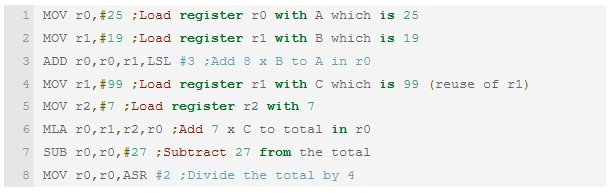 1 MOV r0,#25 ;Load register r0 with A which is 25
2 MOV r1,#19 ;Load register r1 with B which is 19
3 ADD r0,r0,r1,LSL #3 ;Add 8 x B to A in r0
4 MOV r1,#99 ;Load register r1 with C which is 99 (reuse of r1)
5 MOV r2,#7 ;Load register r2 with 7
6 MLA r0,r1,r2,r0 ;Add 7 x C to total in r0
7 SUB r0,r0,#27 ;Subtract 27 from the total
8 MOV r0,r0,ASR #2 ;Divide the total by 4